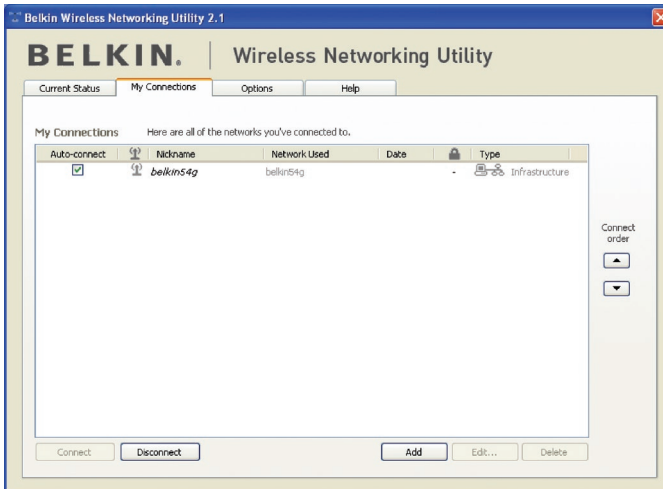 Belkin Wireless Networking Utility 2.1
BELKIN. Wireless Networking Utility
Current Status My Connections Options Help
My Connections Here are all of the networks you've connected to.
Auto-connect Nickname Network Used Date Type
belkin54g belkin54g - Infrastructure
Connect
order
Connect Disconnect Add Edit... Delete